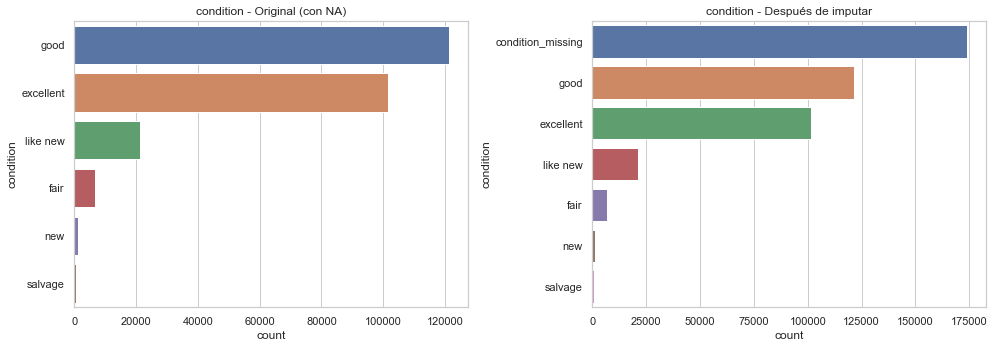 condition - Original (con NA)
condition
good
excellent
like new
fair
new
salvage
0 20000 40000 60000 80000 100000 120000
count
condition - Después de imputar
condition
condition_missing
good
excellent
like new
fair
new
salvage
0 25000 50000 75000 100000 125000 150000 175000
count